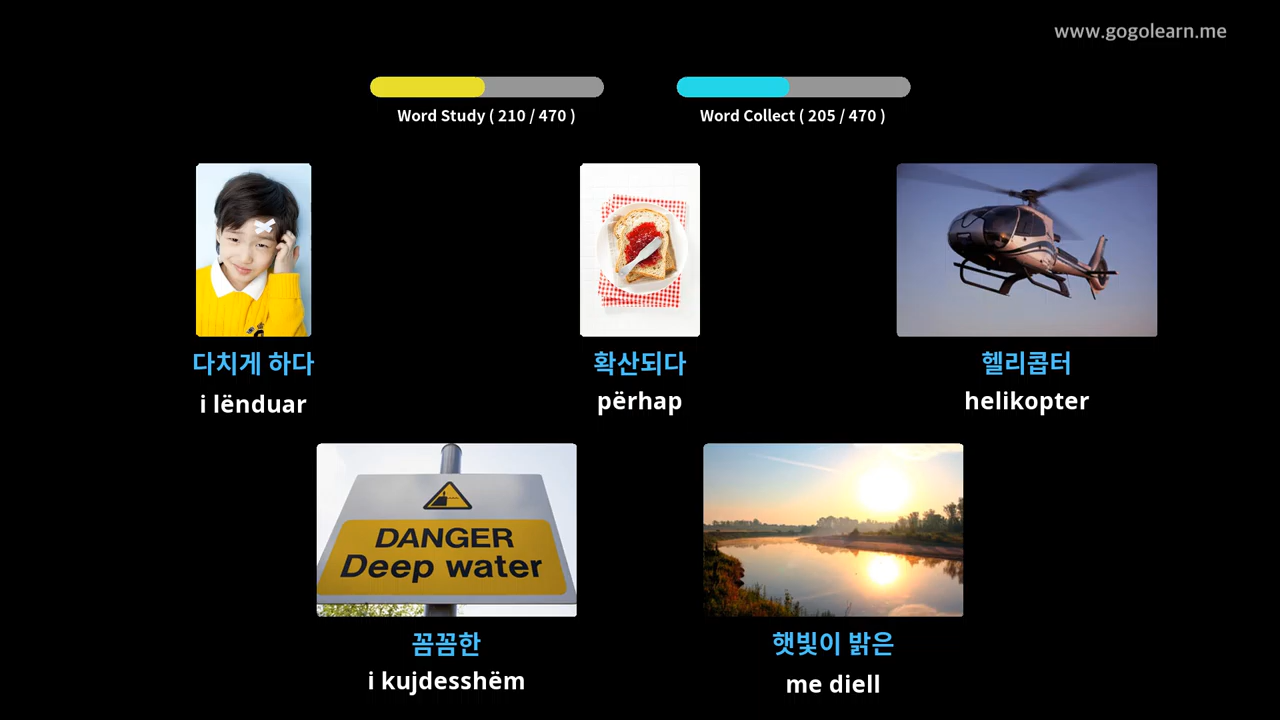 www.gogolearn.me
Word Study ( 210 / 470 )
Word Collect ( 205 / 470 )
다치게 하다
i lënduar
확산되다
përhap
헬리콥터
helikopter
DANGER
Deep water
꼼꼼한
i kujdesshëm
햇빛이 밝은
me diell